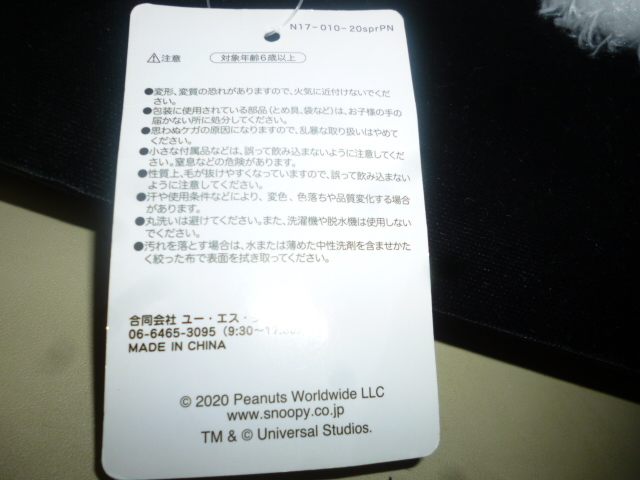 N17-010-20sprPN
⚠注意 対象年齢6歳以上
●変形、変質の恐れがありますので、火気に近付けないでくだ
さい。
●包装に使用されている部品(とめ具、袋など)は、お子様の手の
届かない所に処分してください。
●思わぬケガの原因になりますので、乱暴な取り扱いはやめて
ください。
●小さな付属品などは、誤って飲み込まないように注意してくだ
さい。窒息などの危険があります。
●性質上、毛が抜けやすくなっていますので、誤って飲み込まない
ように注意してください。
●汗や使用条件などにより、変色、色落ちや品質変化する場合
があります。
●丸洗いは避けてください。また、洗濯機や脱水機は使用しない
でください。
●汚れを落とす場合は、水または薄めた中性洗剤を含ませかた
く絞った布で表面を拭き取ってください。
合同会社 ユー・エス・
06-6465-3095 (9:30〜
MADE IN CHINA
© 2020 Peanuts Worldwide LLC
www.snoopy.co.jp
TM & © Universal Studios.